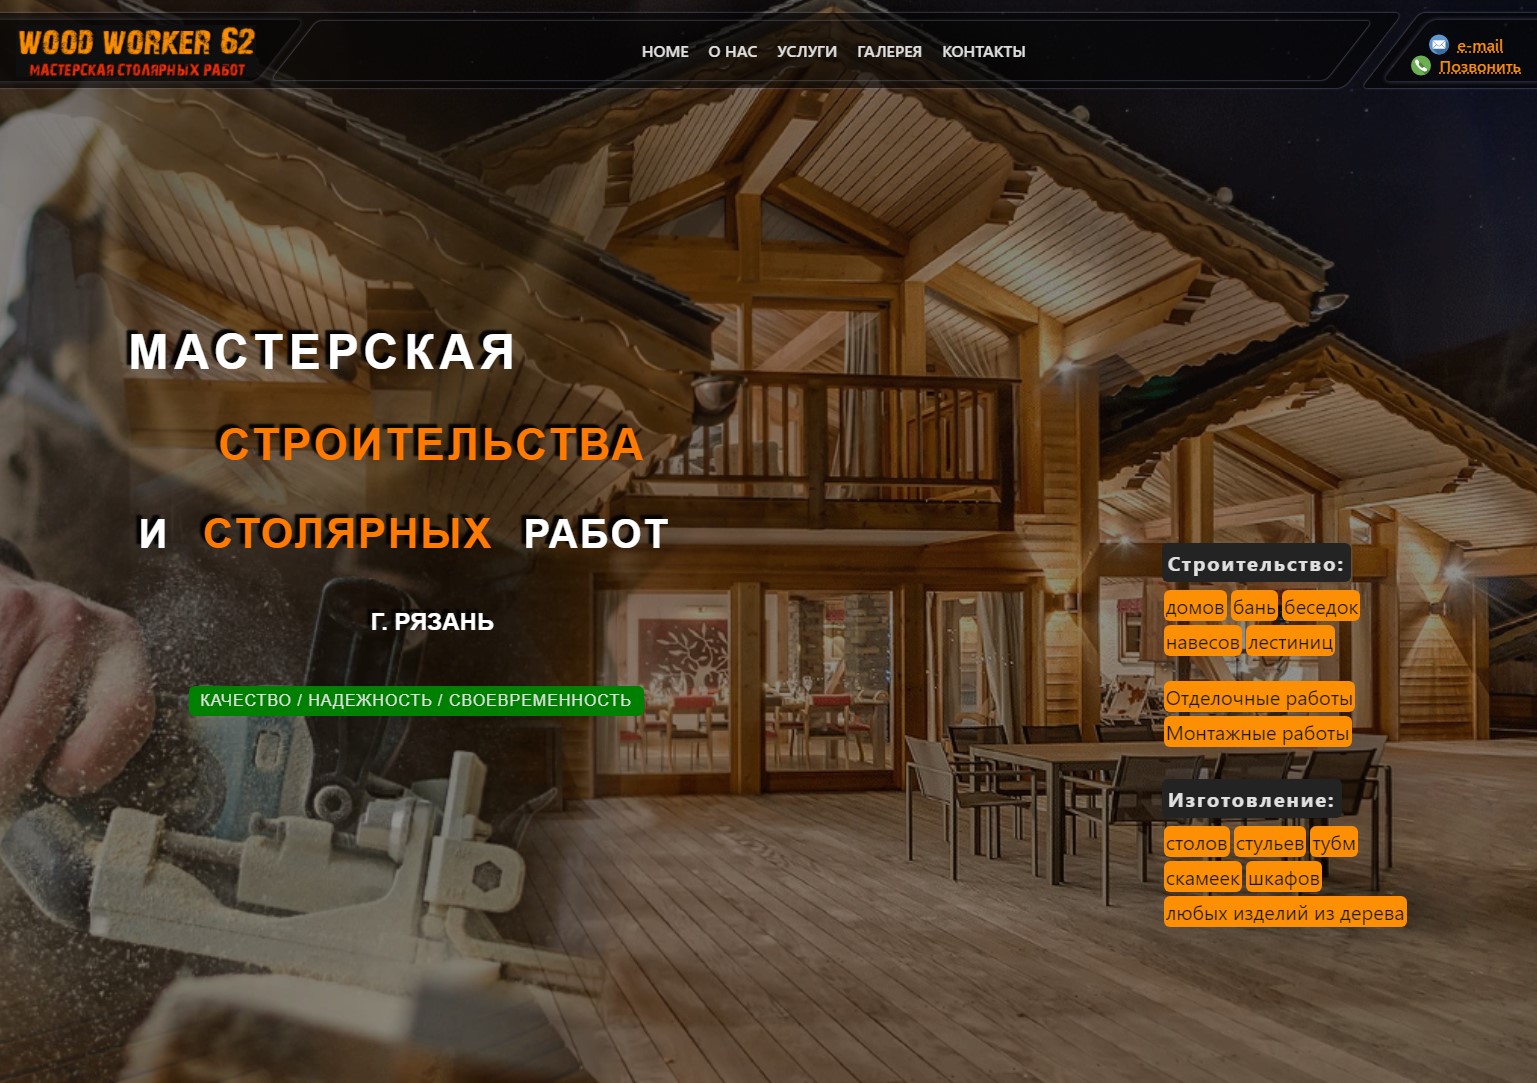 WOOD WORKER 62
МАСТЕРСКАЯ СТОЛЯРНЫХ РАБОТ
HOME О НАС УСЛУГИ ГАЛЕРЕЯ КОНТАКТЫ
e-mail
Позвонить
МАСТЕРСКАЯ
СТРОИТЕЛЬСТВА
И СТОЛЯРНЫХ РАБОТ
Г. РЯЗАНЬ
КАЧЕСТВО / НАДЕЖНОСТЬ / СВОЕВРЕМЕННОСТЬ
Строительство:
домов бань беседок
навесов лестиниц
Отделочные работы
Монтажные работы
Изготовление:
столов стульев тубм
скамеек шкафов
любых изделий из дерева